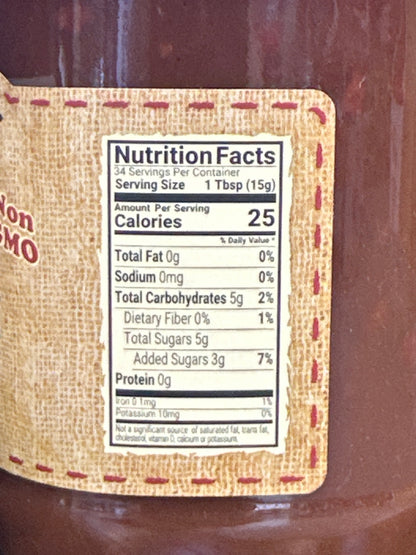 Non
GMO
Nutrition Facts
34 Servings Per Container
Serving Size 1 Tbsp (15g)
Amount Per Serving
Calories 25
% Daily Value *
Total Fat 0g 0%
Sodium 0mg 0%
Total Carbohydrates 5g 2%
Dietary Fiber 0% 1%
Total Sugars 5g
Added Sugars 3g 7%
Protein 0g
Iron 0.1mg 1%
Potassium 10mg 0%
Not a significant source of saturated fat, trans fat,
cholesterol, vitamin D, calcium or potassium.